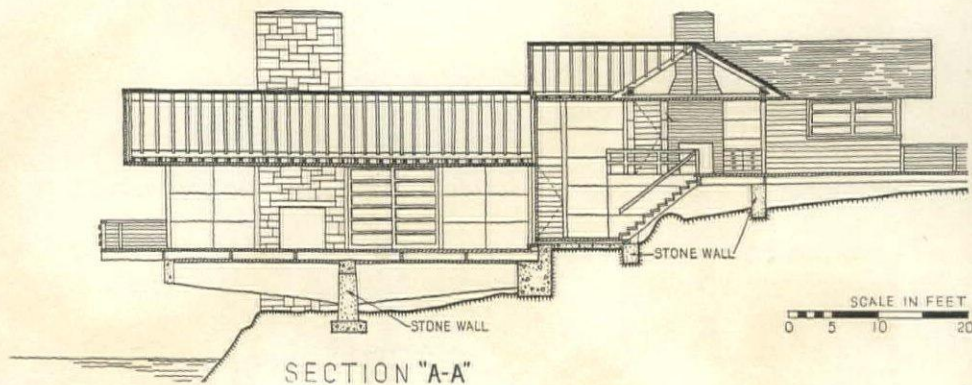 STONE WALL
SCALE IN FEET
0 5 10 20
STONE WALL
SECTION "A-A"